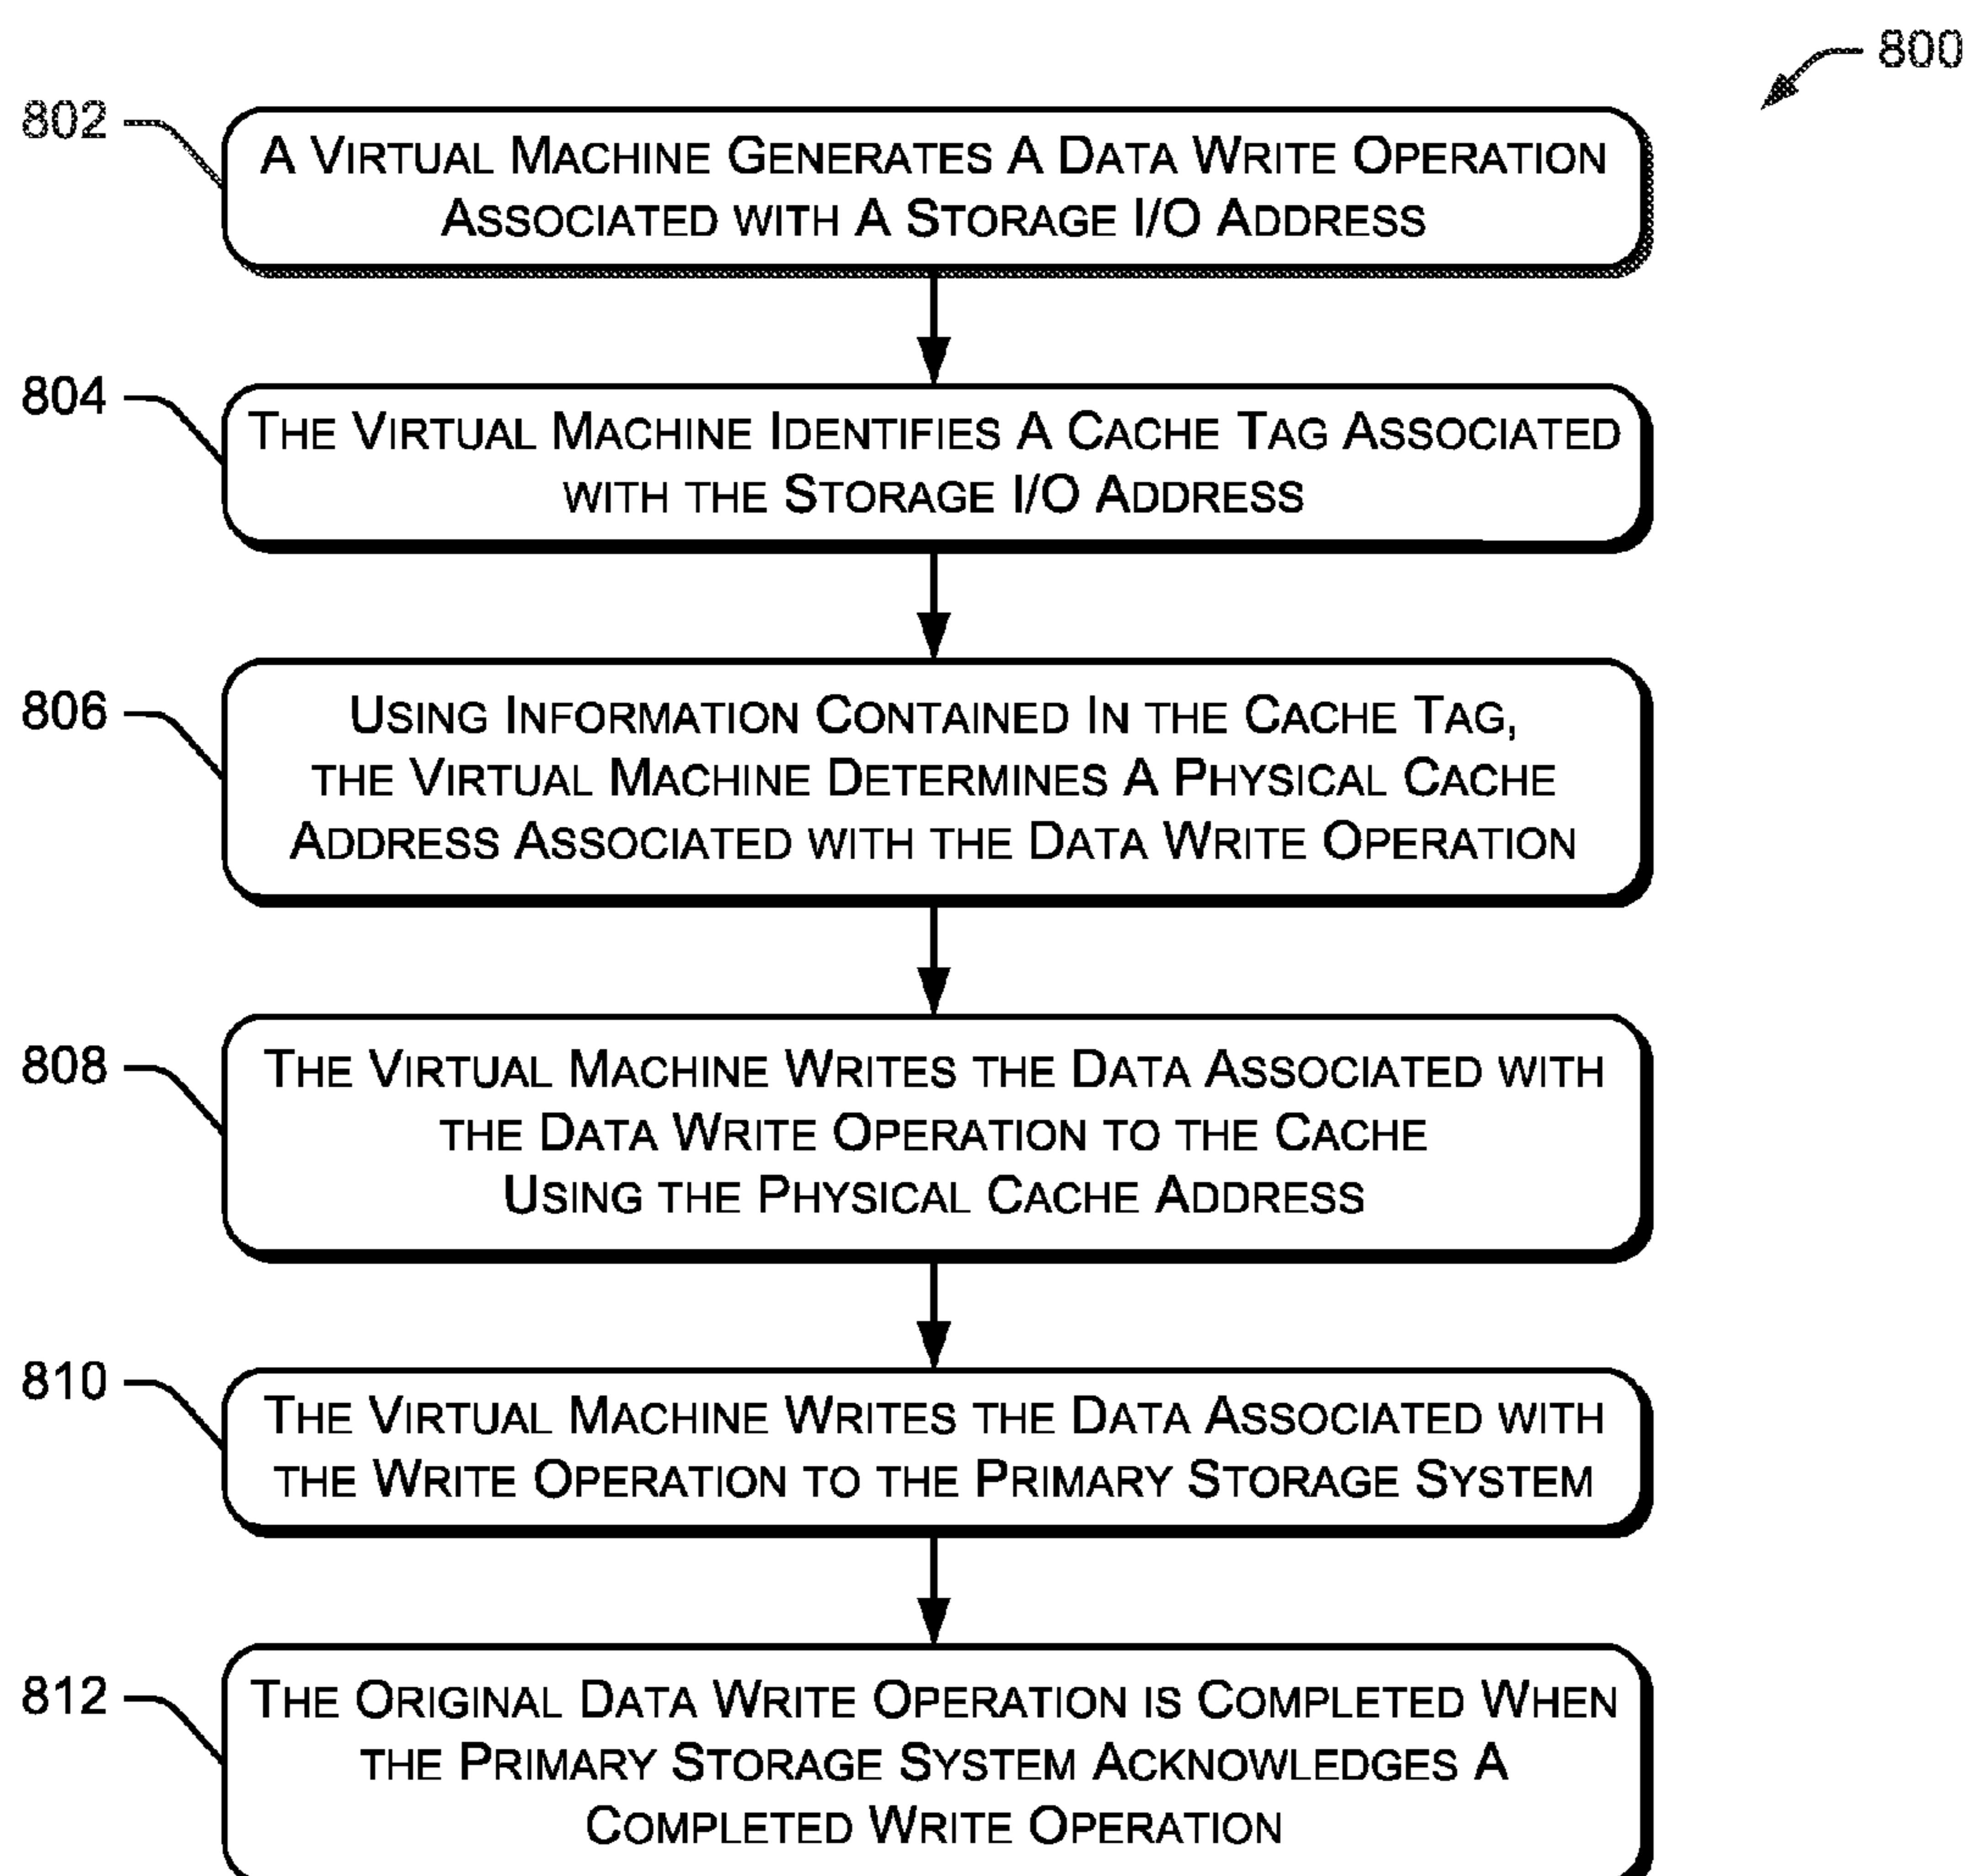 800
802
A VIRTUAL MACHINE GENERATES A DATA WRITE OPERATION
ASSOCIATED WITH A STORAGE I/O ADDRESS
804
THE VIRTUAL MACHINE IDENTIFIES A CACHE TAG ASSOCIATED
WITH THE STORAGE I/O ADDRESS
806
USING INFORMATION CONTAINED IN THE CACHE TAG,
THE VIRTUAL MACHINE DETERMINES A PHYSICAL CACHE
ADDRESS ASSOCIATED WITH THE DATA WRITE OPERATION
808
THE VIRTUAL MACHINE WRITES THE DATA ASSOCIATED WITH
THE DATA WRITE OPERATION TO THE CACHE
USING THE PHYSICAL CACHE ADDRESS
810
THE VIRTUAL MACHINE WRITES THE DATA ASSOCIATED WITH
THE WRITE OPERATION TO THE PRIMARY STORAGE SYSTEM
812
THE ORIGINAL DATA WRITE OPERATION IS COMPLETED WHEN
THE PRIMARY STORAGE SYSTEM ACKNOWLEDGES A
COMPLETED WRITE OPERATION